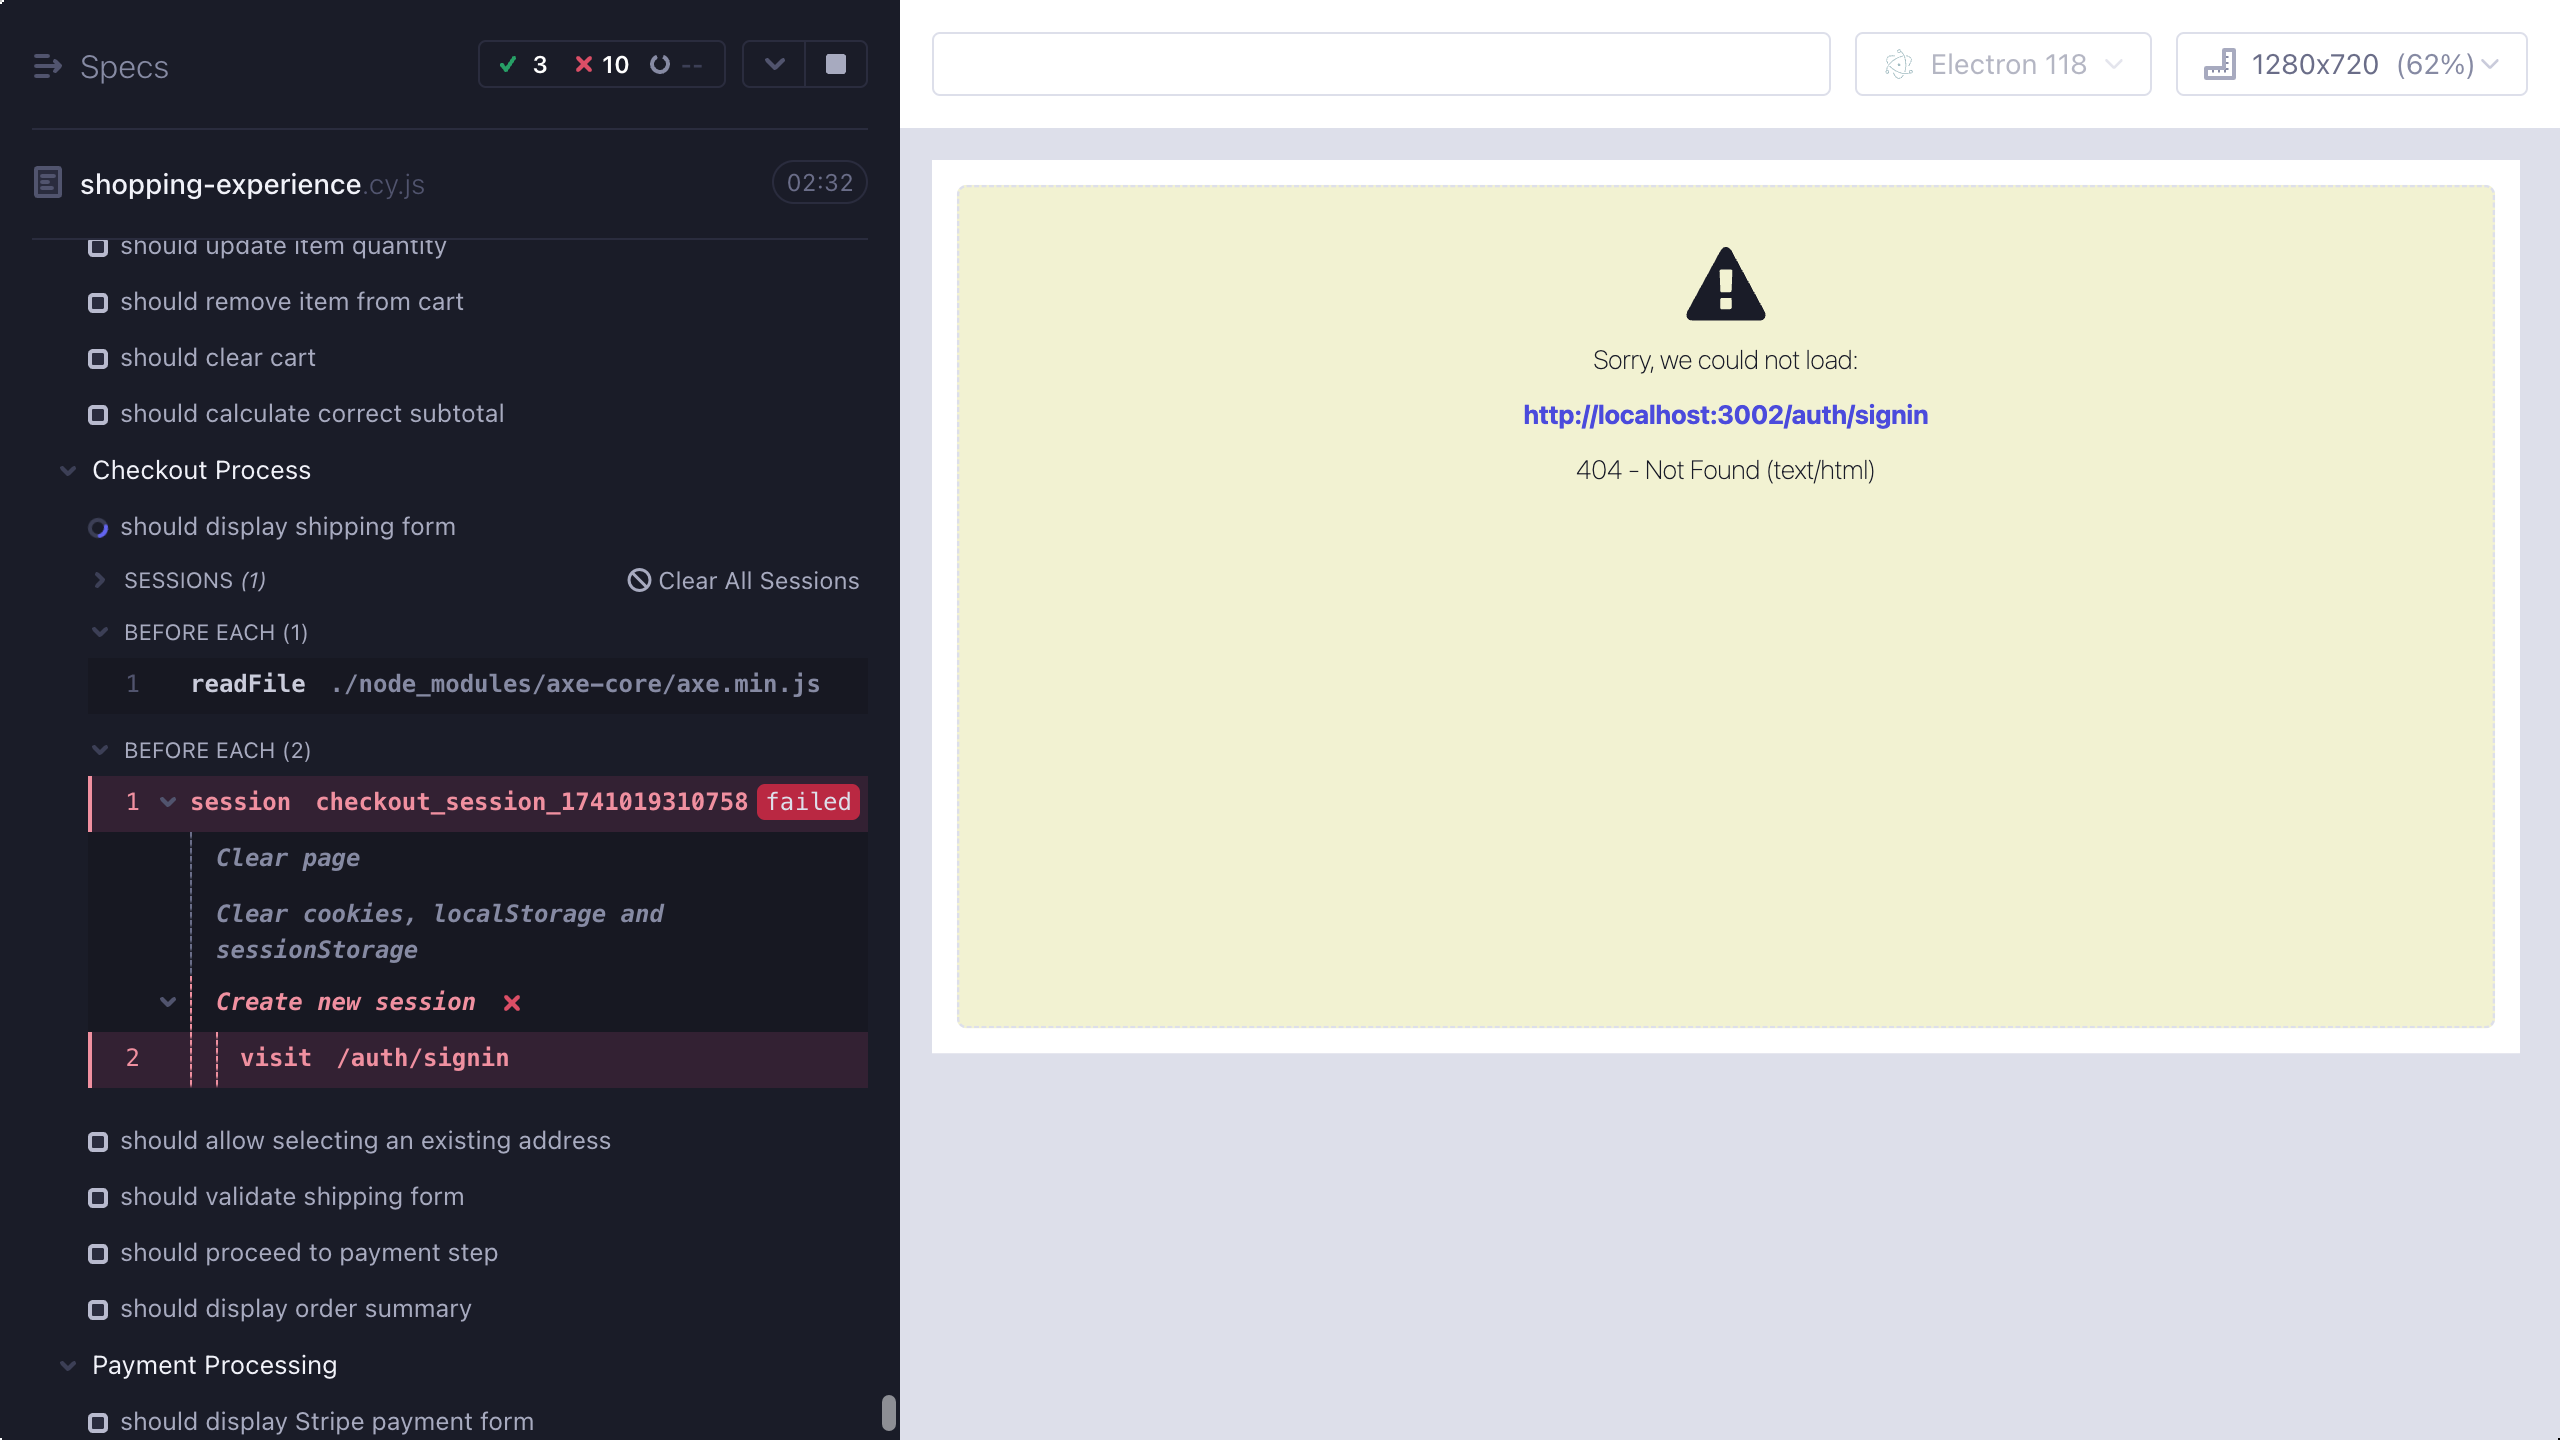 Specs
3 10 --
shopping-experience.cy.js
02:32
should update item quantity
should remove item from cart
should clear cart
should calculate correct subtotal
Checkout Process
should display shipping form
SESSIONS (1)
Clear All Sessions
BEFORE EACH (1)
1 readFile ./node_modules/axe-core/axe.min.js
BEFORE EACH (2)
1 session checkout_session_1741019310758 failed
Clear page
Clear cookies, localStorage and
sessionStorage
Create new session
2 visit /auth/signin
should allow selecting an existing address
should validate shipping form
should proceed to payment step
should display order summary
Payment Processing
should display Stripe payment form
Electron 118
1280x720 (62%)
Sorry, we could not load:
http://localhost:3002/auth/signin
404 - Not Found (text/html)